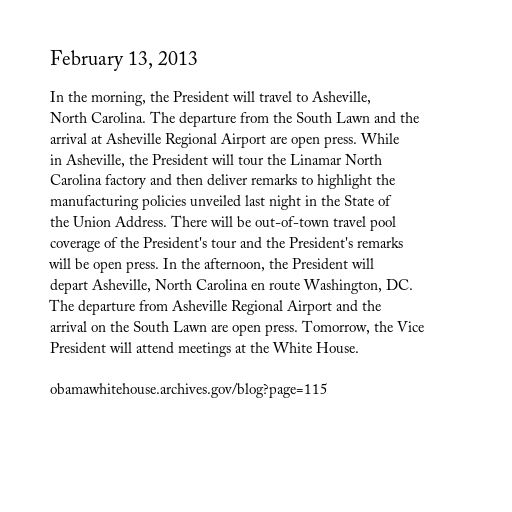 February 13, 2013
In the morning, the President will travel to Asheville,
North Carolina. The departure from the South Lawn and the
arrival at Asheville Regional Airport are open press. While
in Asheville, the President will tour the Linamar North
Carolina factory and then deliver remarks to highlight the
manufacturing policies unveiled last night in the State of
the Union Address. There will be out-of-town travel pool
coverage of the President's tour and the President's remarks
will be open press. In the afternoon, the President will
depart Asheville, North Carolina en route Washington, DC.
The departure from Asheville Regional Airport and the
arrival on the South Lawn are open press. Tomorrow, the Vice
President will attend meetings at the White House.
obamawhitehouse.archives.gov/blog?page=115